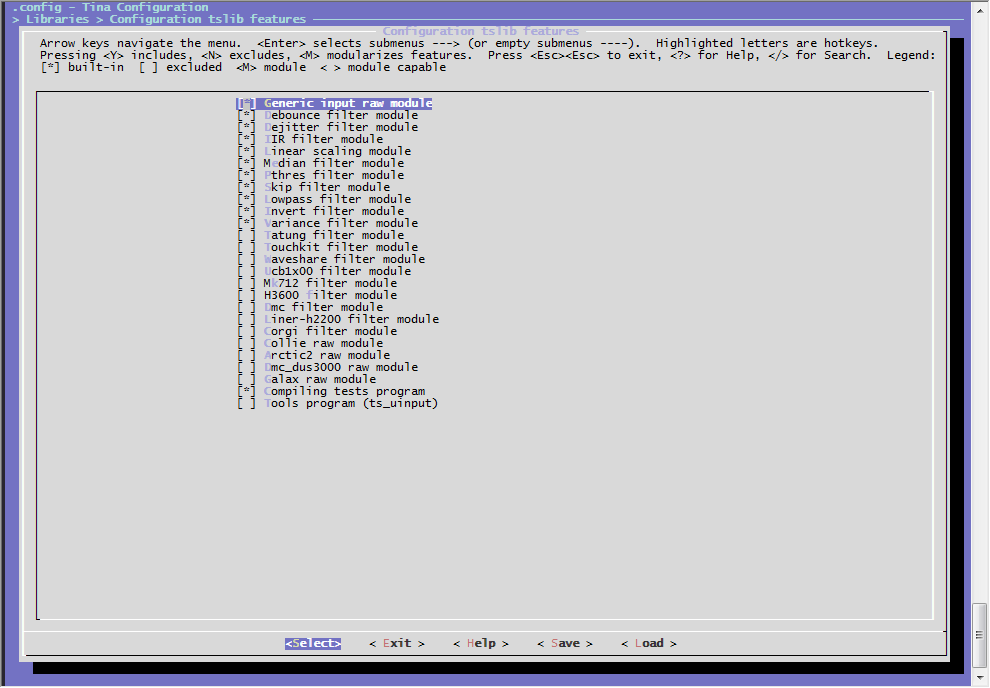 .config - Tina Configuration
> Libraries > Configuration tslib features
Configuration tslib features
Arrow keys navigate the menu.  <Enter> selects submenus ---> (or empty submenus ----).  Highlighted letters are hotkeys.
Pressing <Y> includes, <N> excludes, <M> modularizes features.  Press <Esc><Esc> to exit, <?> for Help, </> for Search.  Legend:
[*] built-in  [ ] excluded  <M> module  < > module capable
[*] Generic input raw module
[*] Debounce filter module
[*] Dejitter filter module
[*] IIR filter module
[*] Linear scaling module
[*] Median filter module
[*] Pthres filter module
[*] Skip filter module
[*] Lowpass filter module
[*] Invert filter module
[*] Variance filter module
[ ] Tatung filter module
[ ] Touchkit filter module
[ ] Waveshare filter module
[ ] Ucb1x00 filter module
[ ] Mk712 filter module
[ ] H3600 filter module
[ ] Dmc filter module
[ ] Liner-h2200 filter module
[ ] Corgi filter module
[ ] Collie raw module
[ ] Arctic2 raw module
[ ] Dmc_dus3000 raw module
[ ] Galax raw module
[*] Compiling tests program
[ ] Tools program (ts_uinput)
<Select>    < Exit >    < Help >    < Save >    < Load >